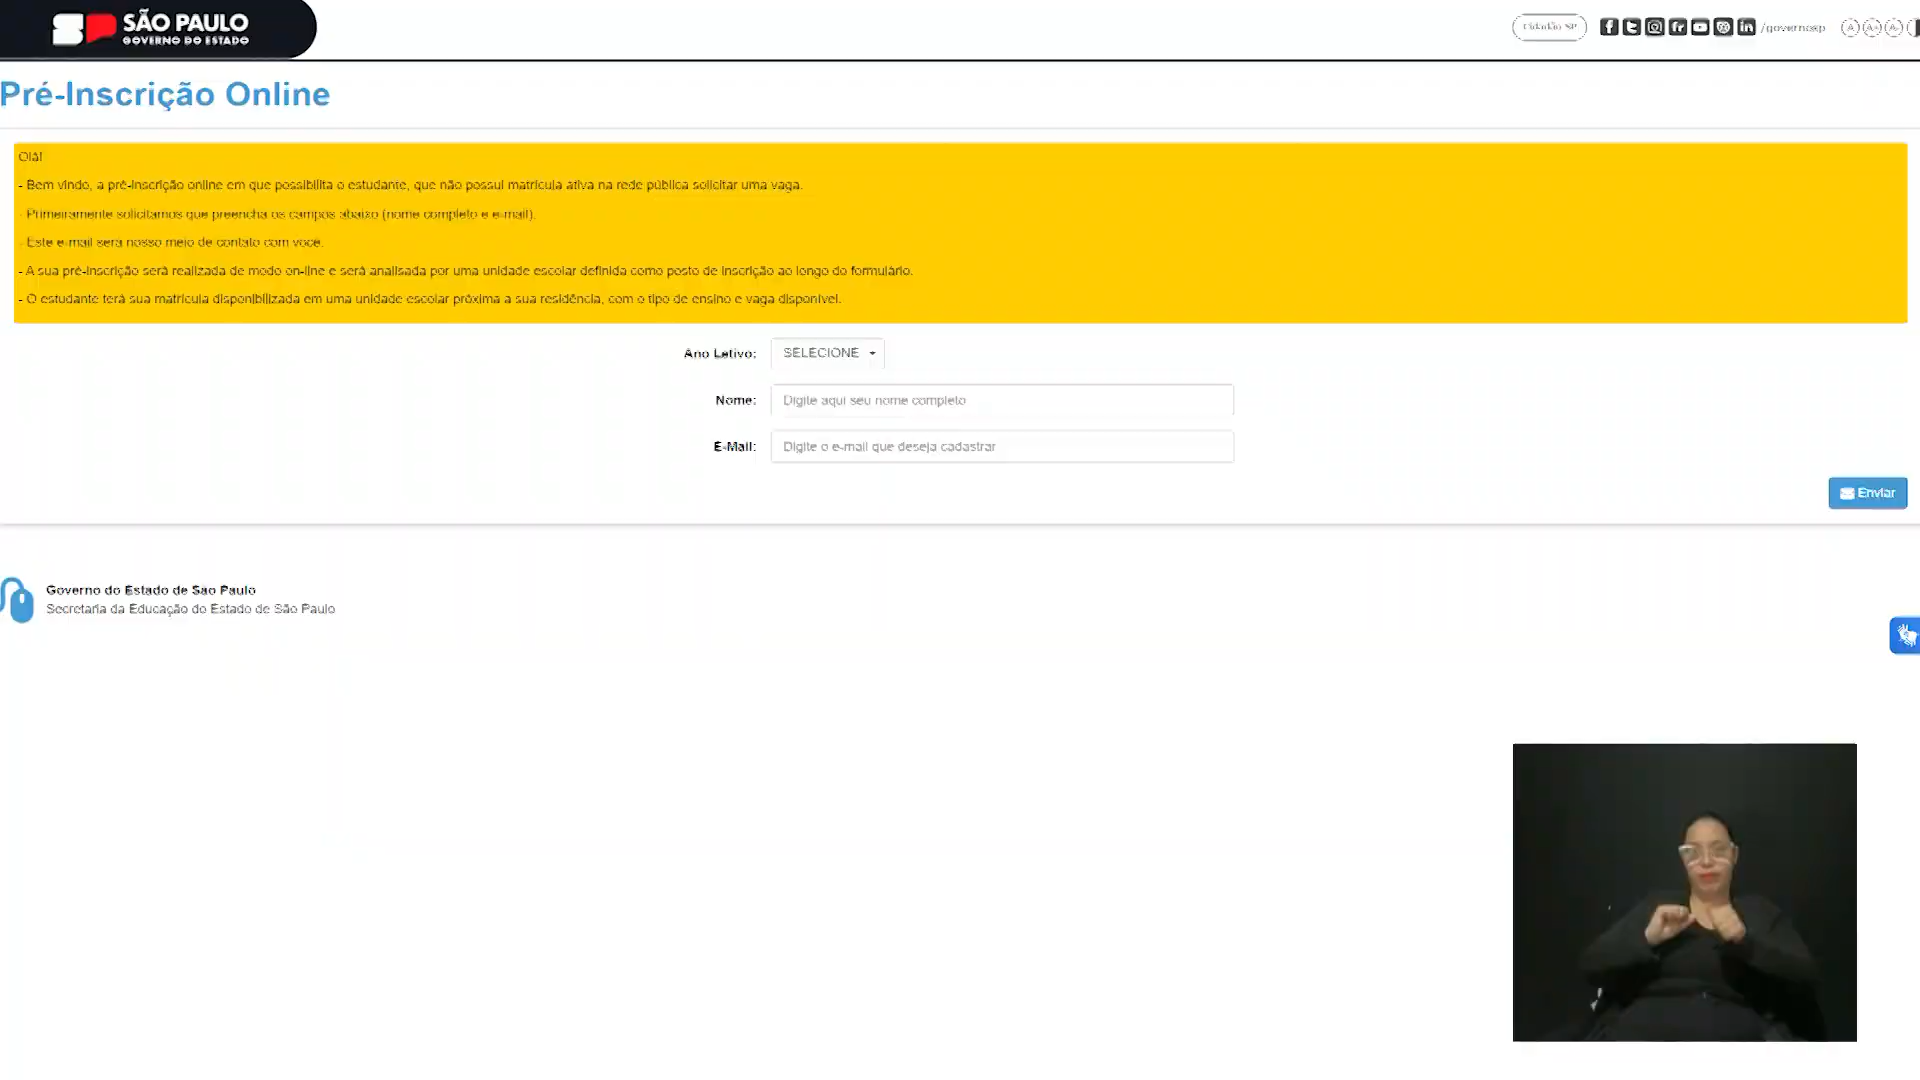 SÃO PAULO
GOVERNO DO ESTADO
Cidadão SP
/governosp
Pré-Inscrição Online
Olá!
- Bem vindo, a pré-inscrição online em que possibilita o estudante, que não possui matrícula ativa na rede pública solicitar uma vaga.
- Primeiramente solicitamos que preencha os campos abaixo (nome completo e e-mail).
- Este e-mail será nosso meio de contato com você.
- A sua pré-inscrição será realizada de modo on-line e será analisada por uma unidade escolar definida como posto de inscrição ao longo do formulário.
- O estudante terá sua matrícula disponibilizada em uma unidade escolar próxima a sua residência, com o tipo de ensino e vaga disponível.
Ano Letivo: SELECIONE
Nome: Digite aqui seu nome completo
E-Mail: Digite o e-mail que deseja cadastrar
Enviar
Governo do Estado de São Paulo
Secretaria da Educação do Estado de São Paulo